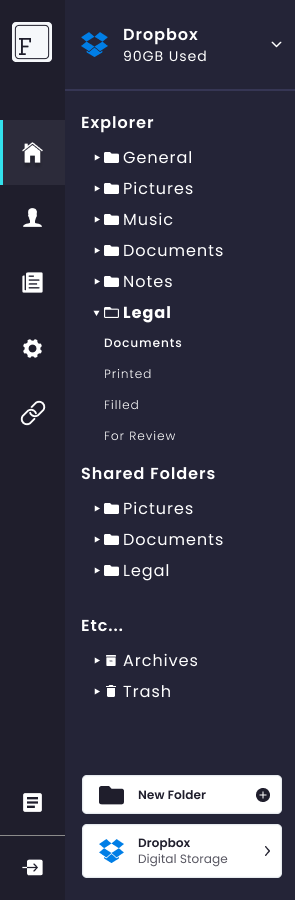 F
Dropbox
90GB Used
Explorer
General
Pictures
Music
Documents
Notes
Legal
Documents
Printed
Filled
For Review
Shared Folders
Pictures
Documents
Legal
Etc...
Archives
Trash
New Folder
Dropbox
Digital Storage